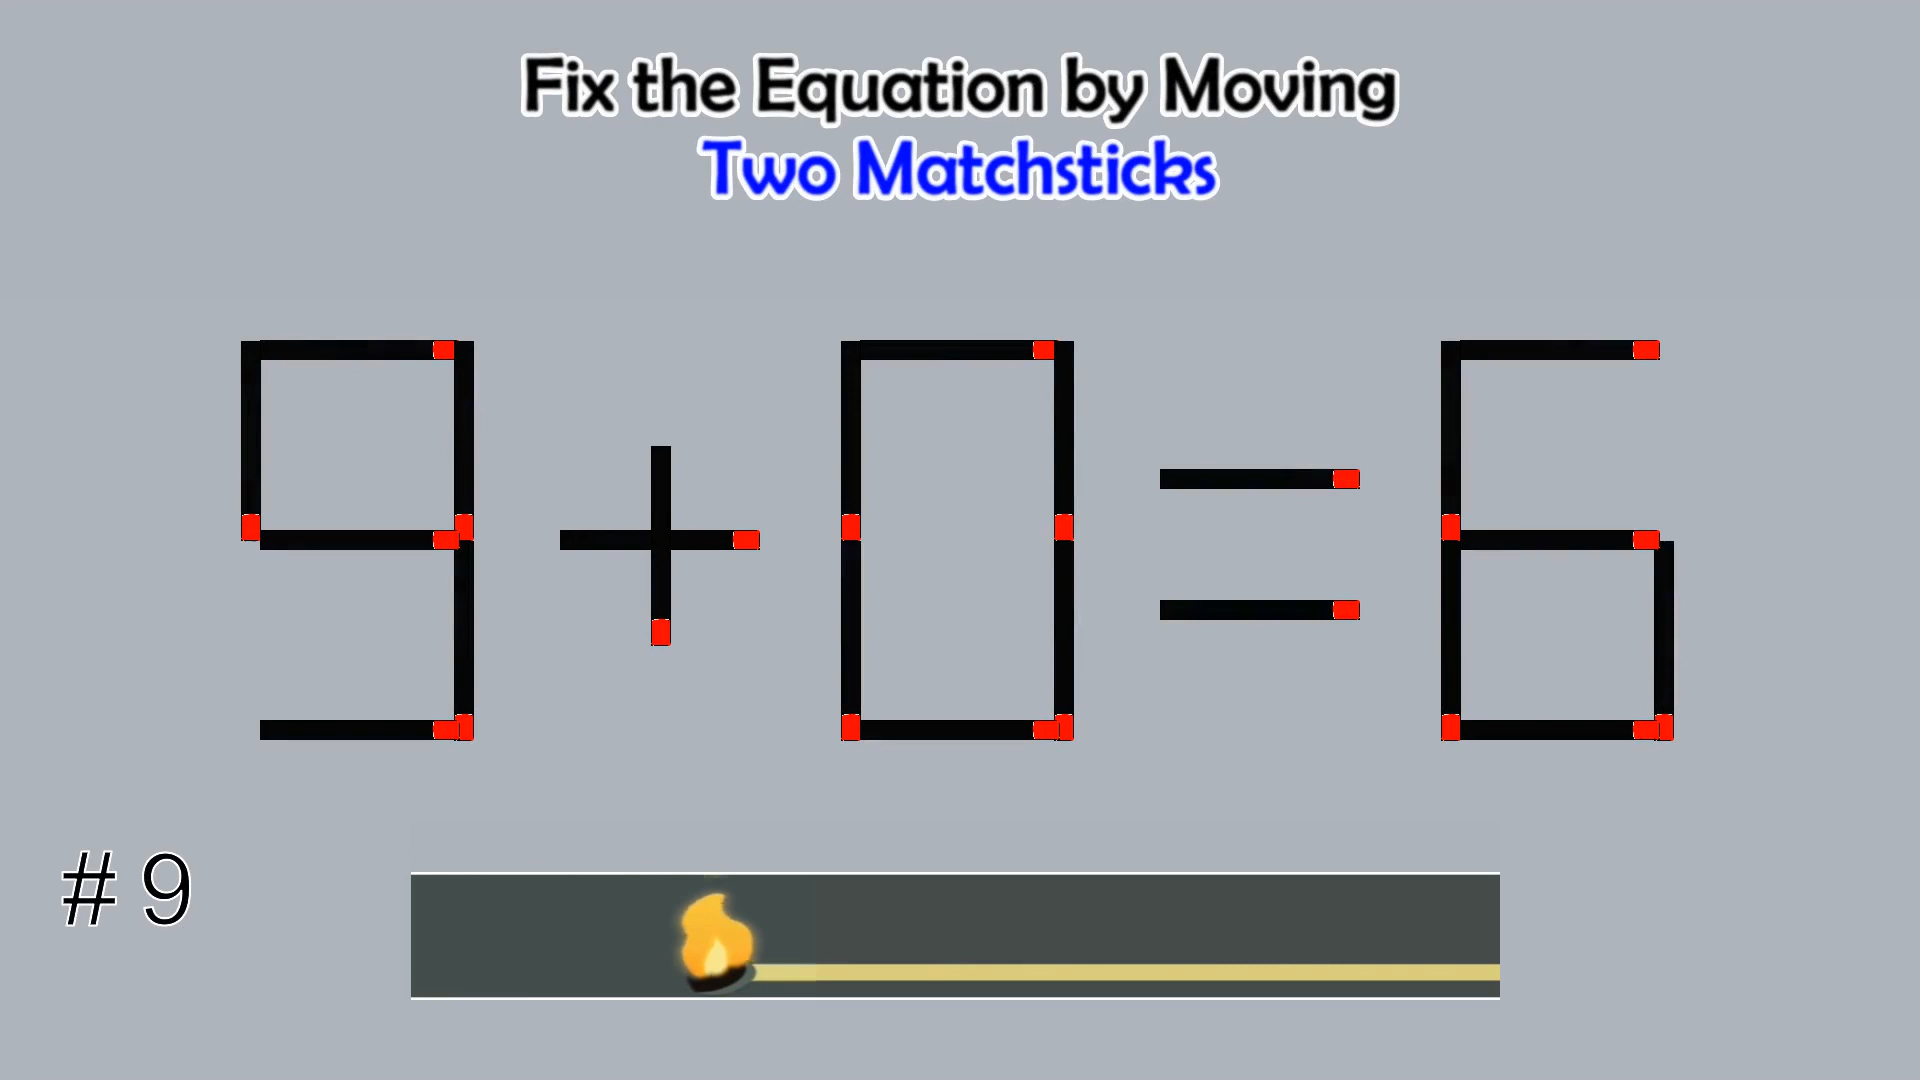 Fix the Equation by Moving
Two Matchsticks
9 + 0 = 6
# 9